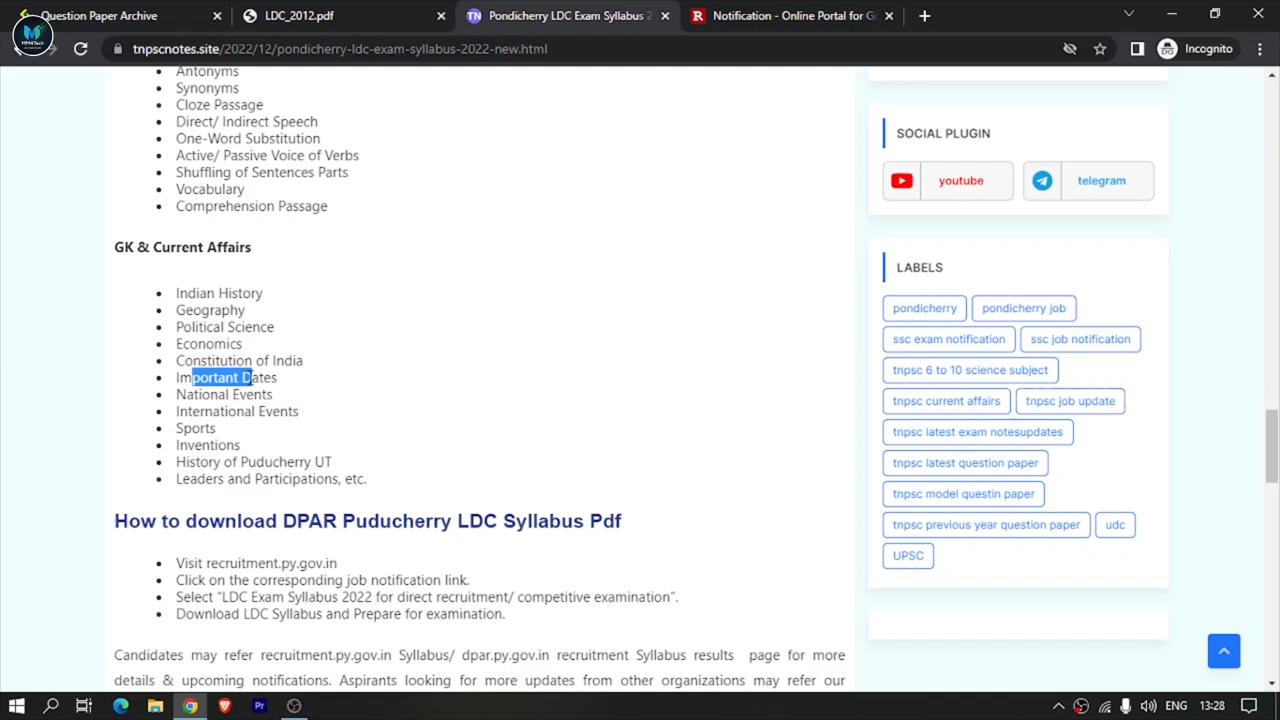 Question Paper Archive
LDC_2012.pdf
TN Pondicherry LDC Exam Syllabus 2
R Notification - Online Portal for Go
MM4Tech
tnpscnotes.site/2022/12/pondicherry-ldc-exam-syllabus-2022-new.html
Incognito
Antonyms
Synonyms
Cloze Passage
Direct/ Indirect Speech
One-Word Substitution
Active/ Passive Voice of Verbs
Shuffling of Sentences Parts
Vocabulary
Comprehension Passage
GK & Current Affairs
Indian History
Geography
Political Science
Economics
Constitution of India
Important Dates
National Events
International Events
Sports
Inventions
History of Puducherry UT
Leaders and Participations, etc.
How to download DPAR Puducherry LDC Syllabus Pdf
Visit recruitment.py.gov.in
Click on the corresponding job notification link.
Select “LDC Exam Syllabus 2022 for direct recruitment/ competitive examination”.
Download LDC Syllabus and Prepare for examination.
Candidates may refer recruitment.py.gov.in Syllabus/ dpar.py.gov.in recruitment Syllabus results page for more
details & upcoming notifications. Aspirants looking for more updates from other organizations may refer our
SOCIAL PLUGIN
youtube telegram
LABELS
pondicherry pondicherry job
ssc exam notification ssc job notification
tnpsc 6 to 10 science subject
tnpsc current affairs tnpsc job update
tnpsc latest exam notesupdates
tnpsc latest question paper
tnpsc model questin paper
tnpsc previous year question paper udc
UPSC
Pr
ENG 13:28